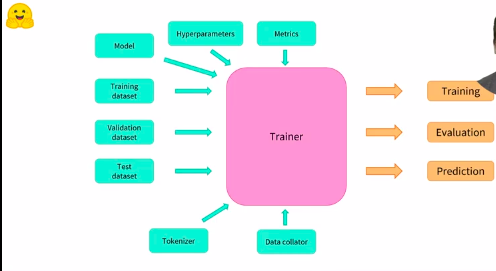 Hyperparameters
Metrics
Model
Training
dataset
Training
Validation
dataset
Trainer
Evaluation
Test
dataset
Prediction
Tokenizer
Data collator